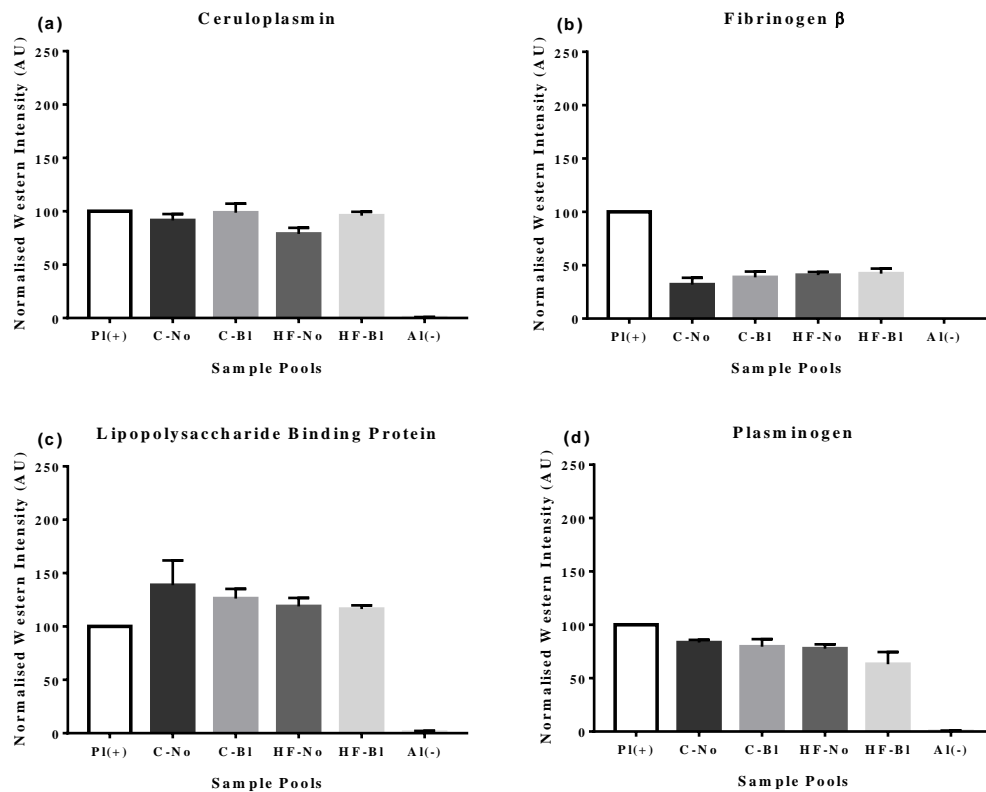 (a) Ceruloplasmin
Normalised Western Intensity (AU)
250
200
150
100
50
0
Pl(+) C-No C-Bl HF-No HF-Bl Al(-)
Sample Pools
(b) Fibrinogen β
Normalised Western Intensity (AU)
250
200
150
100
50
0
Pl(+) C-No C-Bl HF-No HF-Bl Al(-)
Sample Pools
(c) Lipopolysaccharide Binding Protein
Normalised Western Intensity (AU)
250
200
150
100
50
0
Pl(+) C-No C-Bl HF-No HF-Bl Al(-)
Sample Pools
(d) Plasminogen
Normalised Western Intensity (AU)
250
200
150
100
50
0
Pl(+) C-No C-Bl HF-No HF-Bl Al(-)
Sample Pools